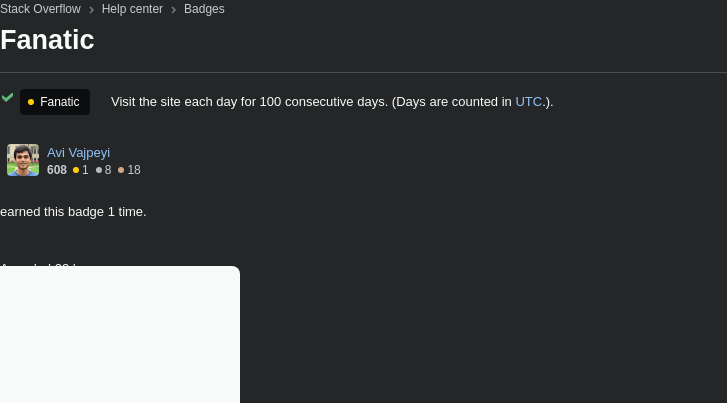 Stack Overflow > Help center > Badges
Fanatic
Fanatic Visit the site each day for 100 consecutive days. (Days are counted in UTC.).
Avi Vajpeyi
608 1 8 18
earned this badge 1 time.